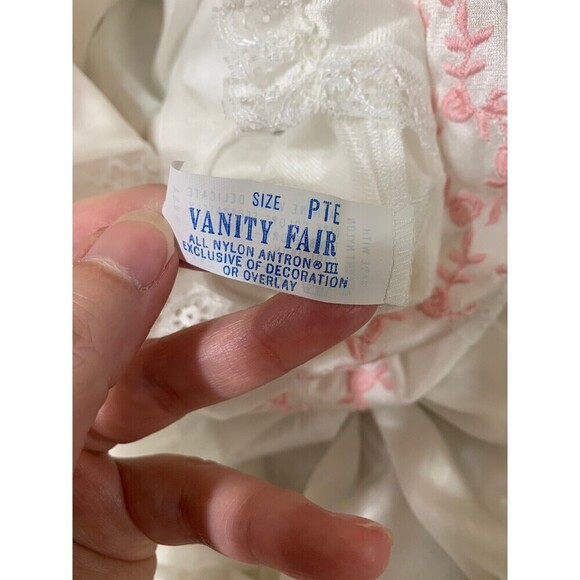 SIZE PTE
VANITY FAIR
ALL NYLON ANTRON® III
EXCLUSIVE OF DECORATION
OR OVERLAY